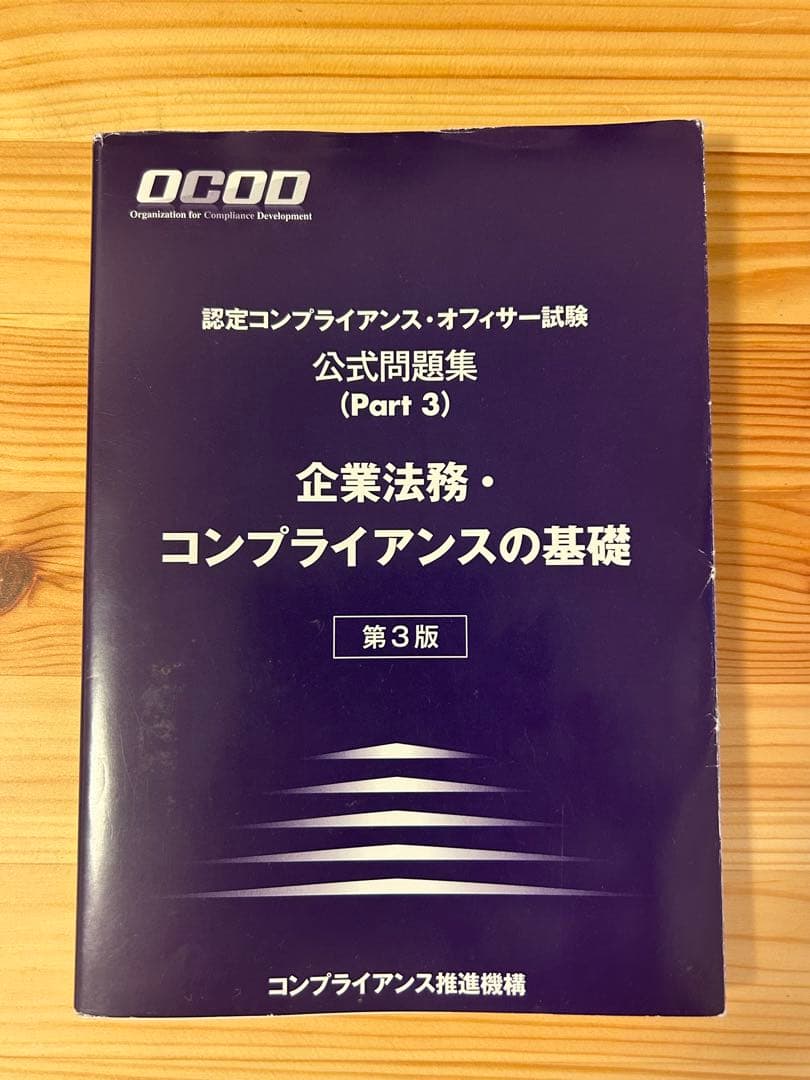 OCOD
Organization for Compliance Development
認定コンプライアンス・オフィサー試験
公式問題集
(Part 3)
企業法務・
コンプライアンスの基礎
第3版
コンプライアンス推進機構